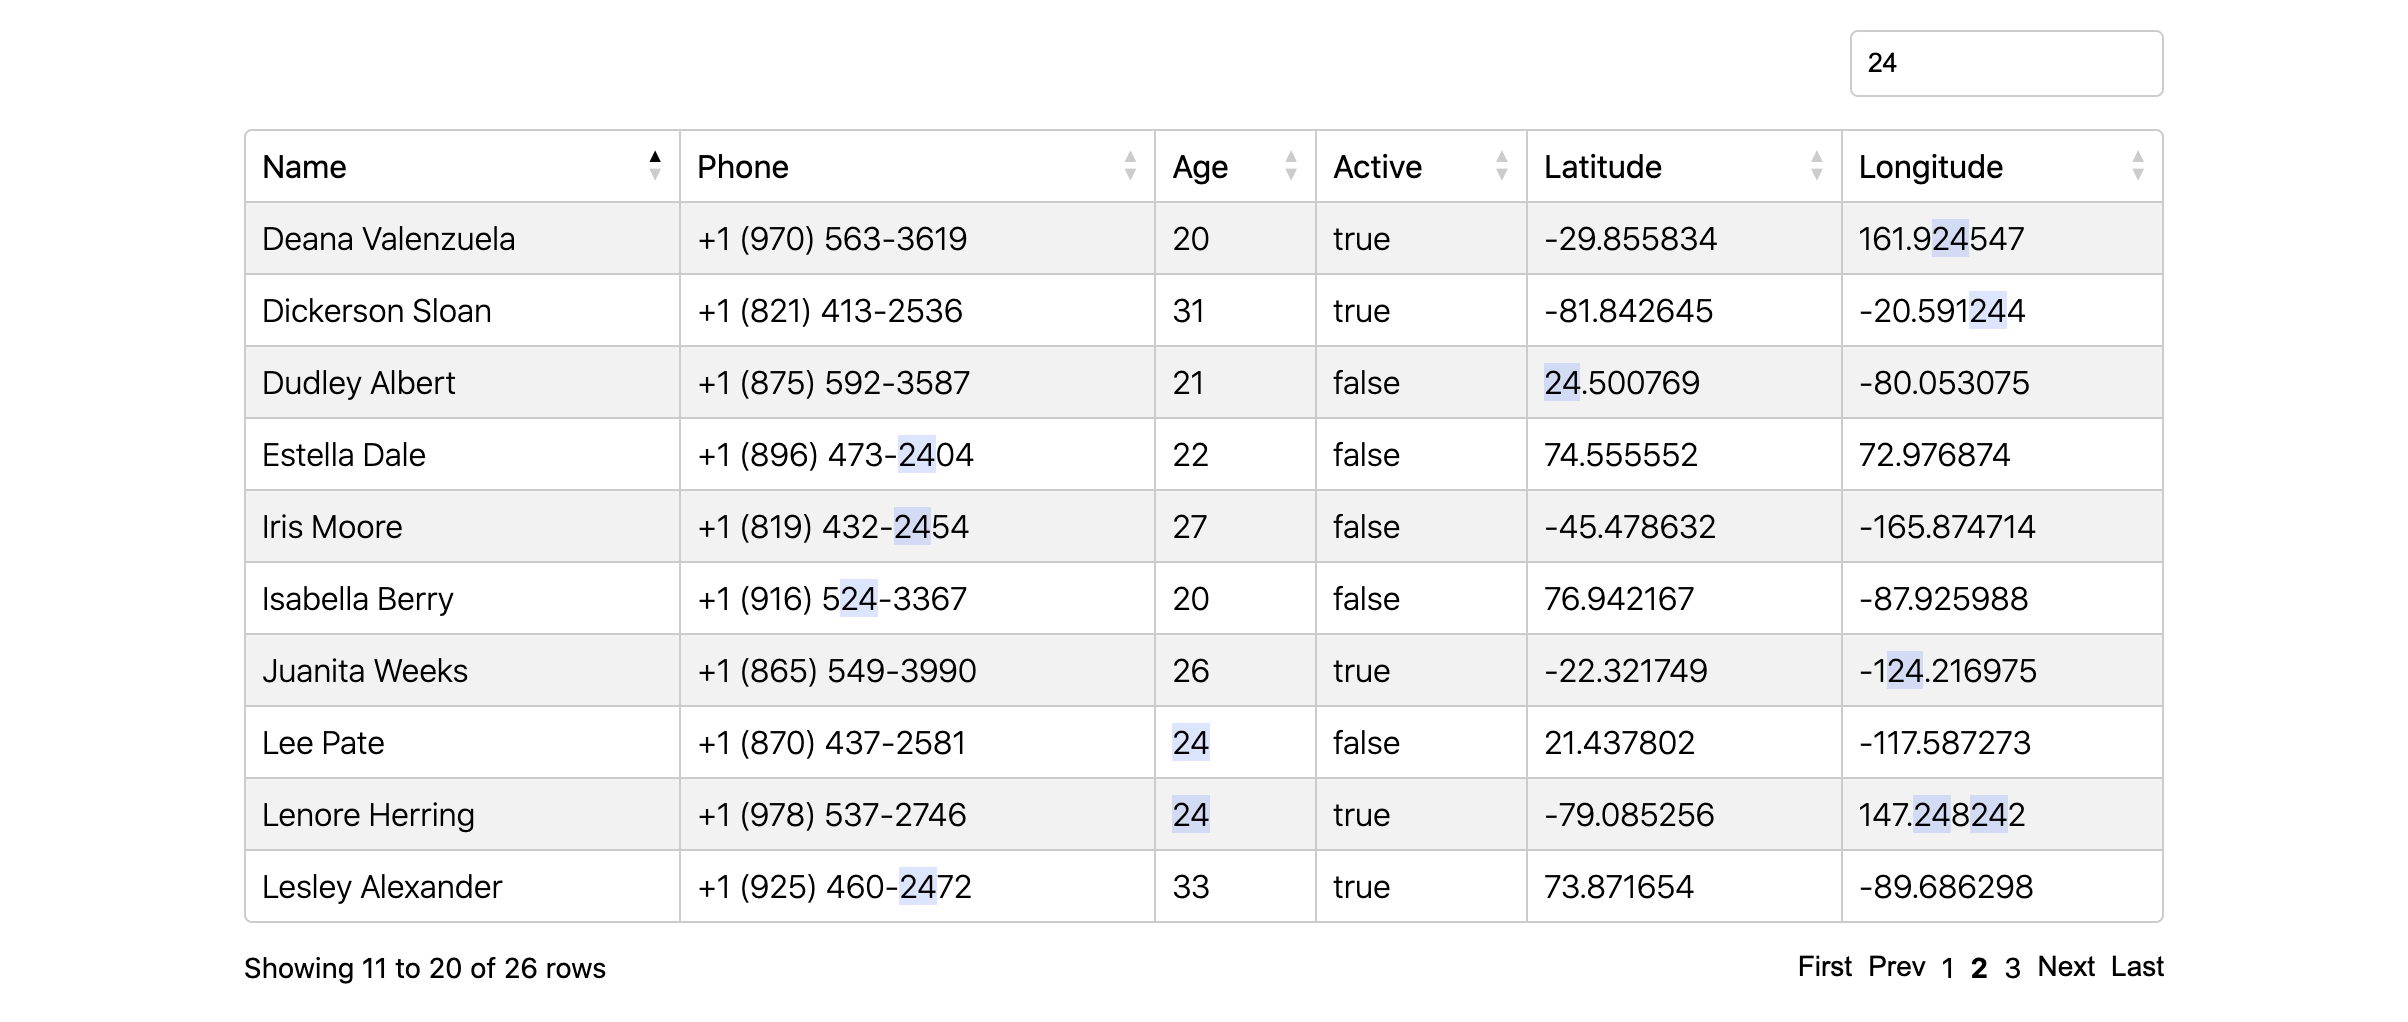 24
Name Phone Age Active Latitude Longitude
Deana Valenzuela +1 (970) 563-3619 20 true -29.855834 161.924547
Dickerson Sloan +1 (821) 413-2536 31 true -81.842645 -20.591244
Dudley Albert +1 (875) 592-3587 21 false 24.500769 -80.053075
Estella Dale +1 (896) 473-2404 22 false 74.555552 72.976874
Iris Moore +1 (819) 432-2454 27 false -45.478632 -165.874714
Isabella Berry +1 (916) 524-3367 20 false 76.942167 -87.925988
Juanita Weeks +1 (865) 549-3990 26 true -22.321749 -124.216975
Lee Pate +1 (870) 437-2581 24 false 21.437802 -117.587273
Lenore Herring +1 (978) 537-2746 24 true -79.085256 147.248242
Lesley Alexander +1 (925) 460-2472 33 true 73.871654 -89.686298
Showing 11 to 20 of 26 rows First Prev 1 2 3 Next Last